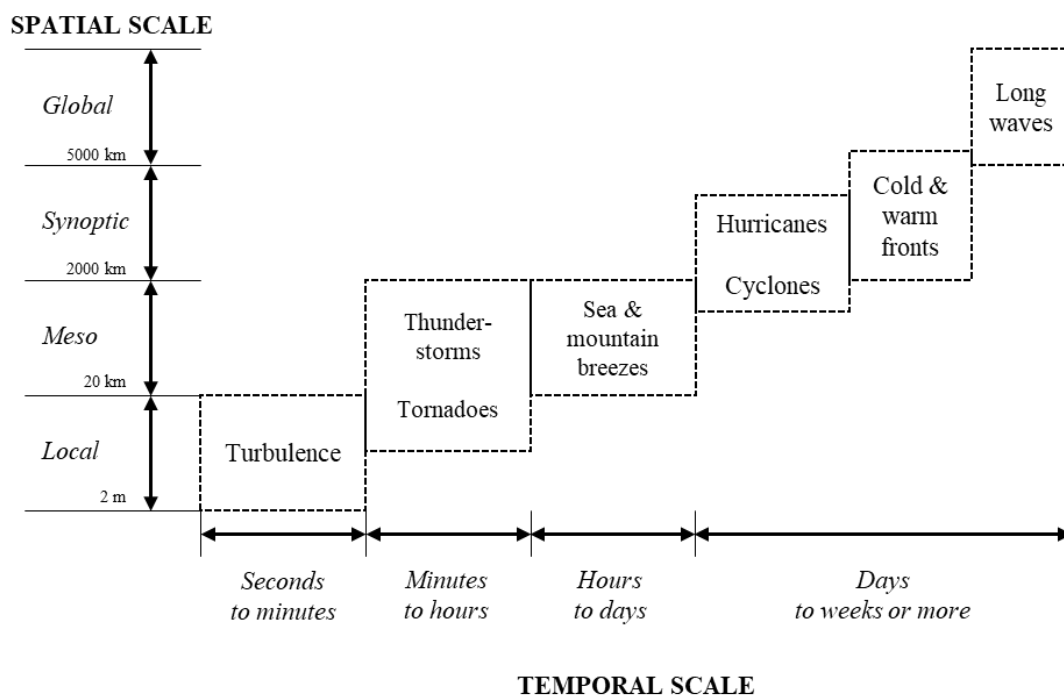 SPATIAL SCALE
Global
5000 km
Synoptic
2000 km
Meso
20 km
Local
2 m
Turbulence
Thunder-
storms
Tornadoes
Sea &
mountain
breezes
Hurricanes
Cyclones
Cold &
warm
fronts
Long
waves
Seconds
to minutes
Minutes
to hours
Hours
to days
Days
to weeks or more
TEMPORAL SCALE